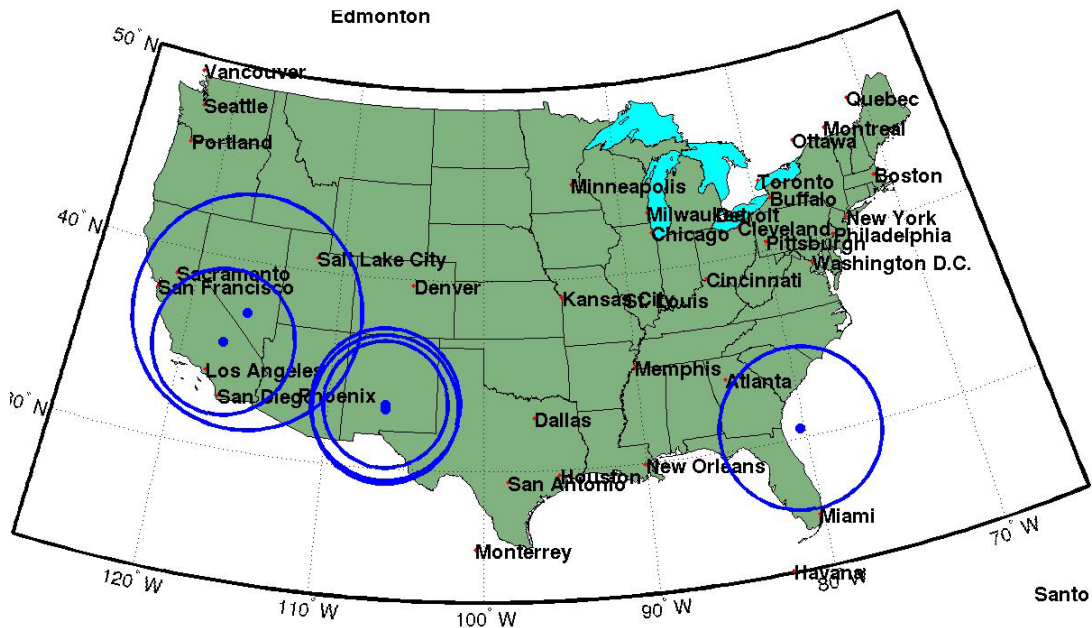 Edmonton
50° N
Vancouver
Seattle
Quebec
Montreal
Portland
Ottawa
Boston
Toronto
Minneapolis
Buffalo
40° N
Milwaukee
Detroit
New York
Chicago
Cleveland
Philadelphia
Pittsburgh
Salt Lake City
Washington D.C.
Sacramento
San Francisco
Denver
Cincinnati
Kansas City
St. Louis
Los Angeles
Memphis
Atlanta
San Diego
Phoenix
30° N
Dallas
New Orleans
Houston
San Antonio
Miami
70° W
Monterrey
Havana
80° W
120° W
Santo
110° W
90° W
100° W